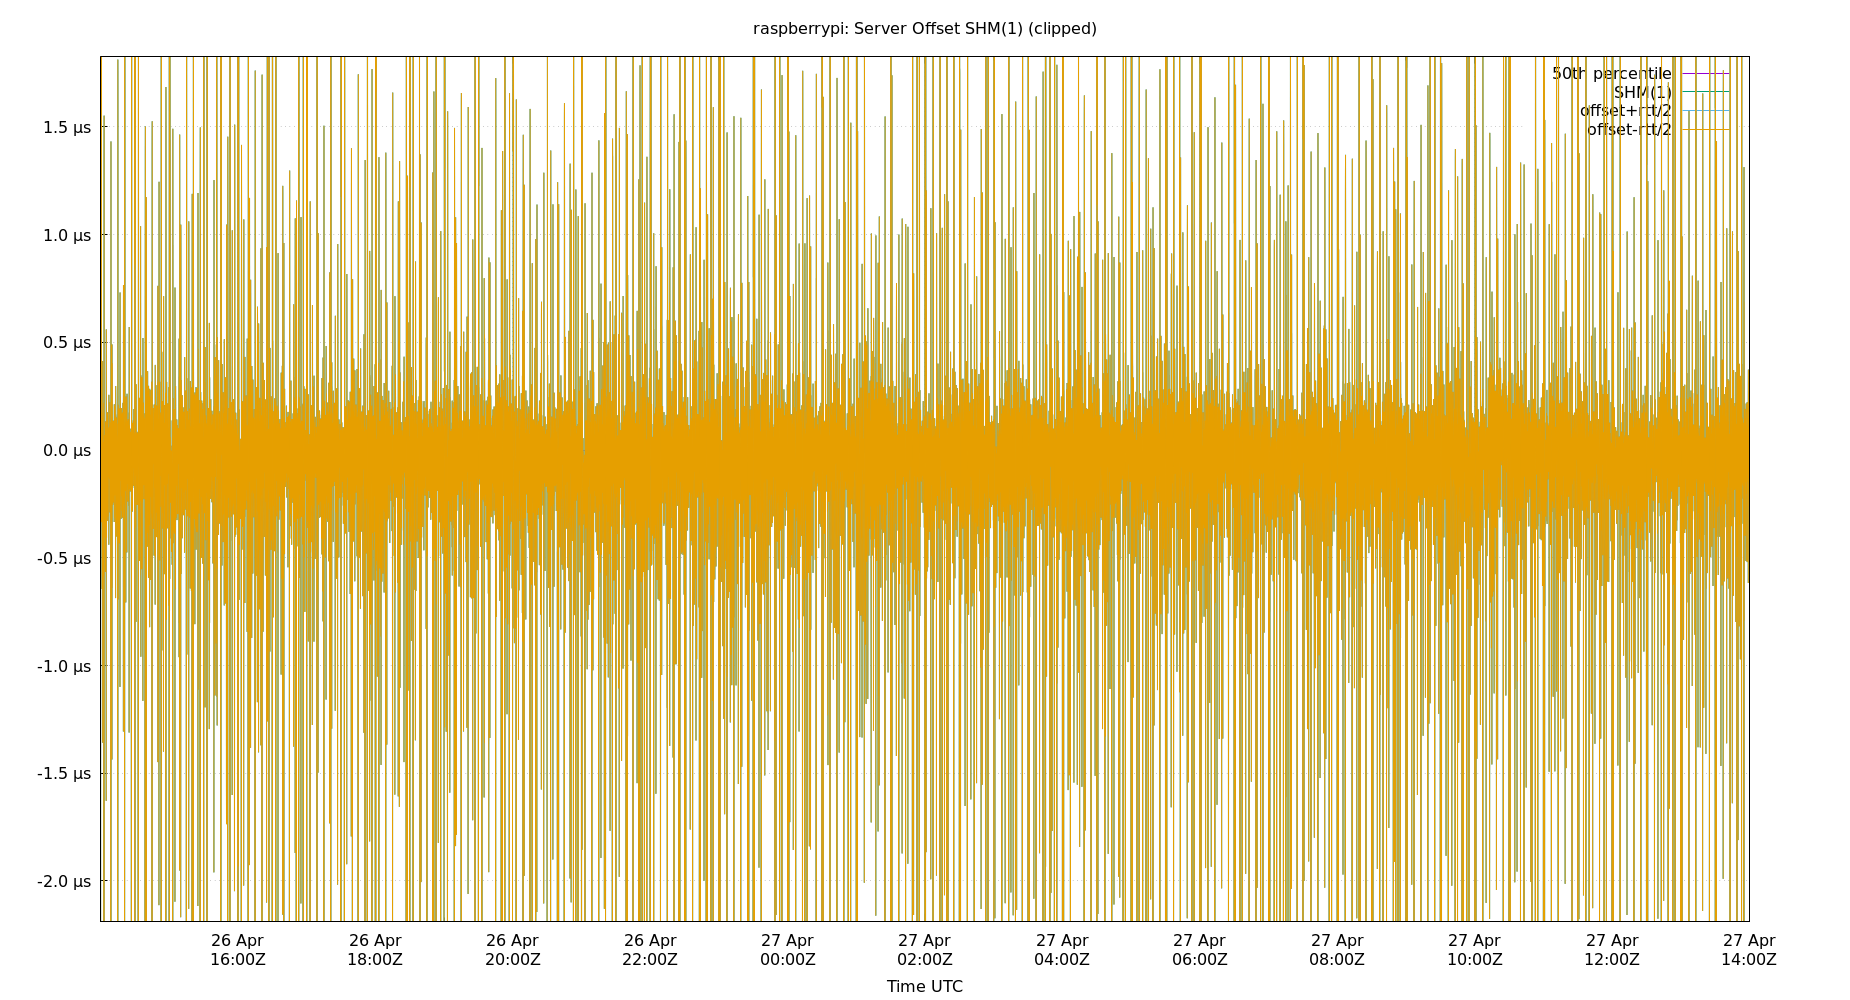 raspberrypi: Server Offset SHM(1) (clipped)
50th percentile
SHM(1)
offset+rtt/2
offset-rtt/2
1.5 µs
1.0 µs
0.5 µs
0.0 µs
-0.5 µs
-1.0 µs
-1.5 µs
-2.0 µs
26 Apr 26 Apr 26 Apr 26 Apr 27 Apr 27 Apr 27 Apr 27 Apr 27 Apr 27 Apr 27 Apr 27 Apr
16:00Z 18:00Z 20:00Z 22:00Z 00:00Z 02:00Z 04:00Z 06:00Z 08:00Z 10:00Z 12:00Z 14:00Z
Time UTC